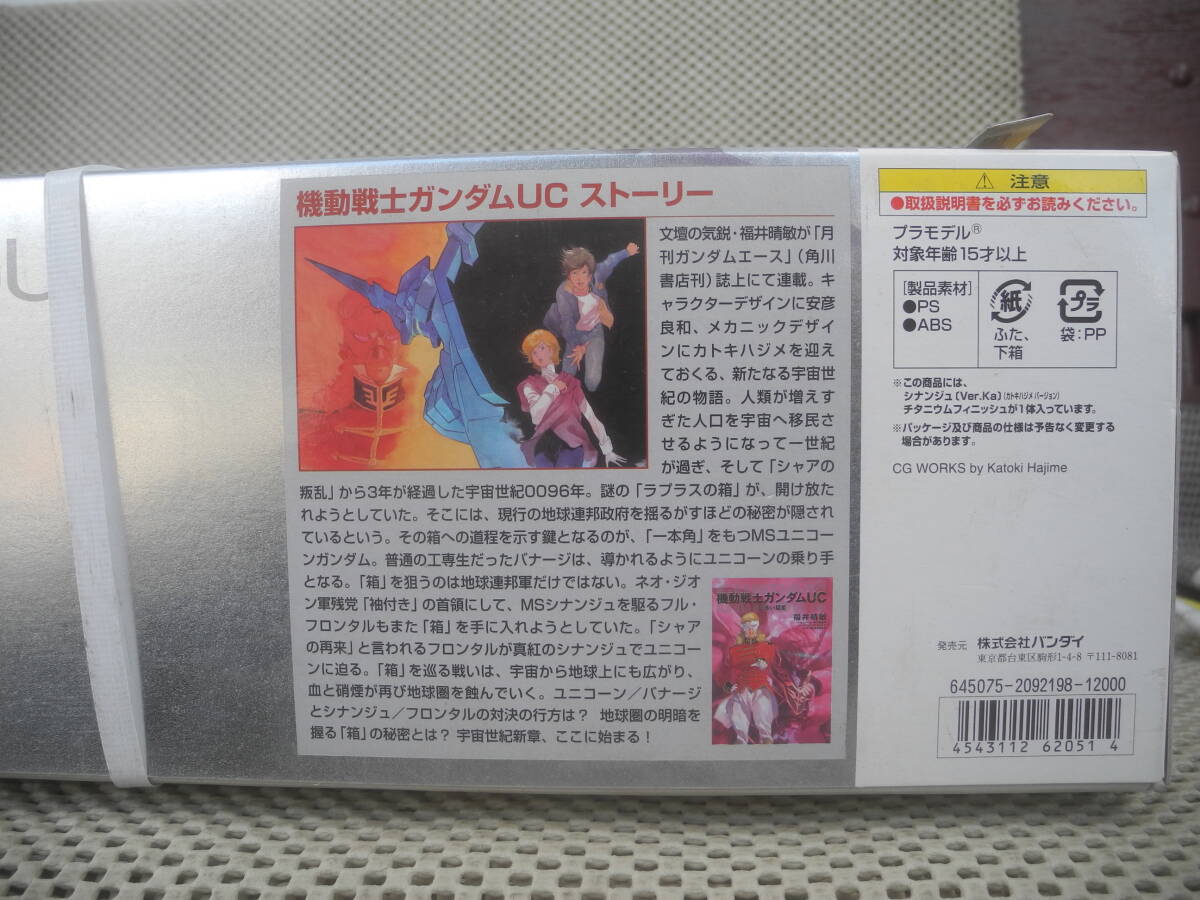 機動戦士ガンダムUC ストーリー
文壇の気鋭・福井晴敏が「月
刊ガンダムエース」(角川
書店刊)誌上にて連載。キ
ャラクターデザインに安彦
良和、メカニックデザイ
ンにカトキハジメを迎え
ておくる、新たなる宇宙世
紀の物語。人類が増えす
ぎた人口を宇宙へ移民さ
せるようになって一世紀
が過ぎ、そして「シャアの
叛乱」から3年が経過した宇宙世紀0096年。謎の「ラプラスの箱」が、開け放た
れようとしていた。そこには、現行の地球連邦政府を揺るがすほどの秘密が隠され
ているという。その箱への道程を示す鍵となるのが、「一本角」をもつMSユニコー
ンガンダム。普通の工専生だったバナージは、導かれるようにユニコーンの乗り手
となる。「箱」を狙うのは地球連邦軍だけではない。ネオ・ジオ
ン軍残党「袖付き」の首領にして、MSシナンジュを駆るフル・
フロンタルもまた「箱」を手に入れようとしていた。「シャア
の再来」と言われるフロンタルが真紅のシナンジュでユニコー
ンに迫る。「箱」を巡る戦いは、宇宙から地球上にも広がり、
血と硝煙が再び地球圏を蝕んでいく。ユニコーン/バナージ
とシナンジュ/フロンタルの対決の行方は? 地球圏の明暗を
握る「箱」の秘密とは? 宇宙世紀新章、ここに始まる!
機動戦士ガンダムUC
福井晴敏
⚠ 注意
●取扱説明書を必ずお読みください。
プラモデル®
対象年齢15才以上
[製品素材]
●PS
●ABS
紙
ふた、
下箱
プラ
袋:PP
※この商品には、
シナンジュ(Ver.Ka)(カトキハジメ バージョン)
チタニウムフィニッシュが1体入っています。
※パッケージ及び商品の仕様は予告なく変更する
場合があります。
CG WORKS by Katoki Hajime
発売元 株式会社バンダイ
東京都台東区駒形1-4-8 〒111-8081
645075-2092198-12000
4543112 62051 4